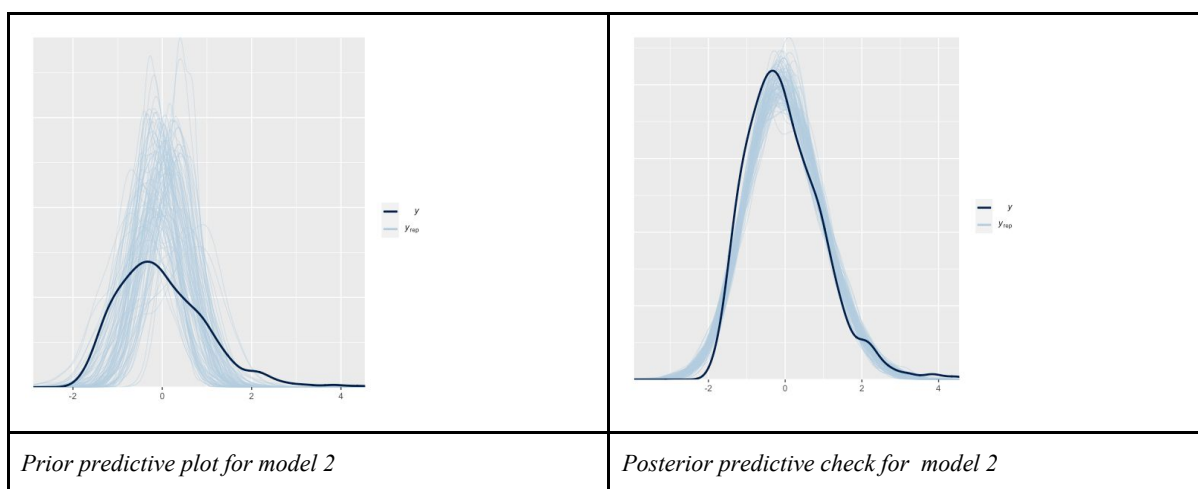 y
yrep
-2 0 2 4
y
yrep
-2 0 2 4
Prior predictive plot for model 2
Posterior predictive check for model 2